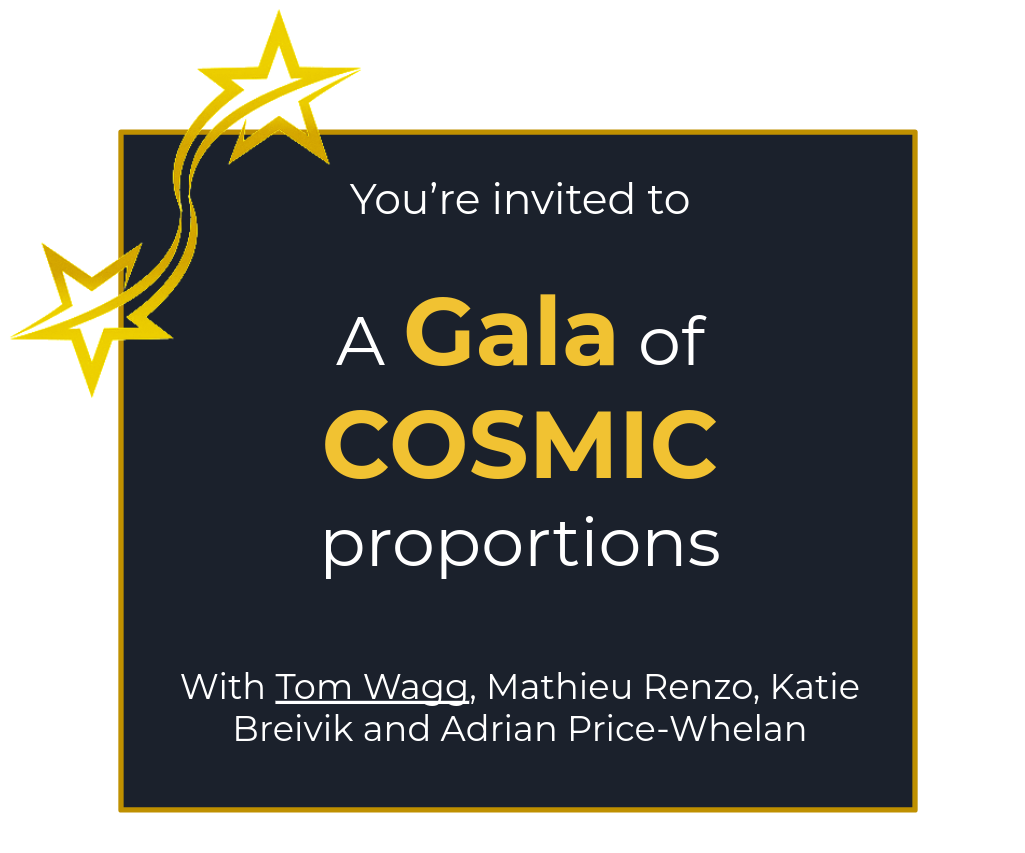 You’re invited to
A Gala of
COSMIC
proportions
With Tom Wagg, Mathieu Renzo, Katie
Breivik and Adrian Price-Whelan